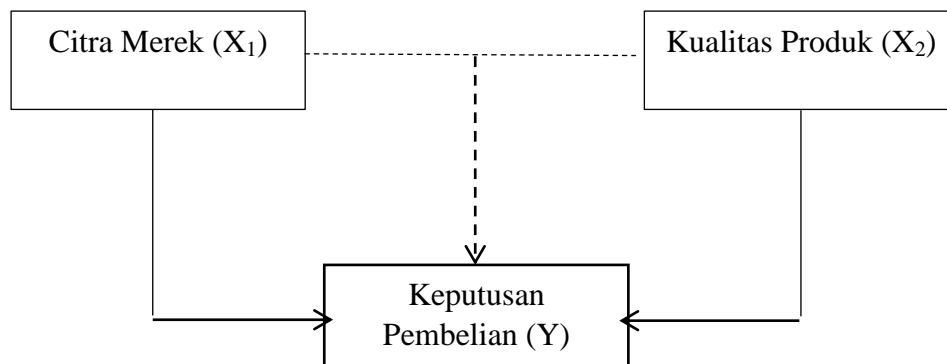 Citra Merek (X₁)
Kualitas Produk (X₂)
Keputusan
Pembelian (Y)